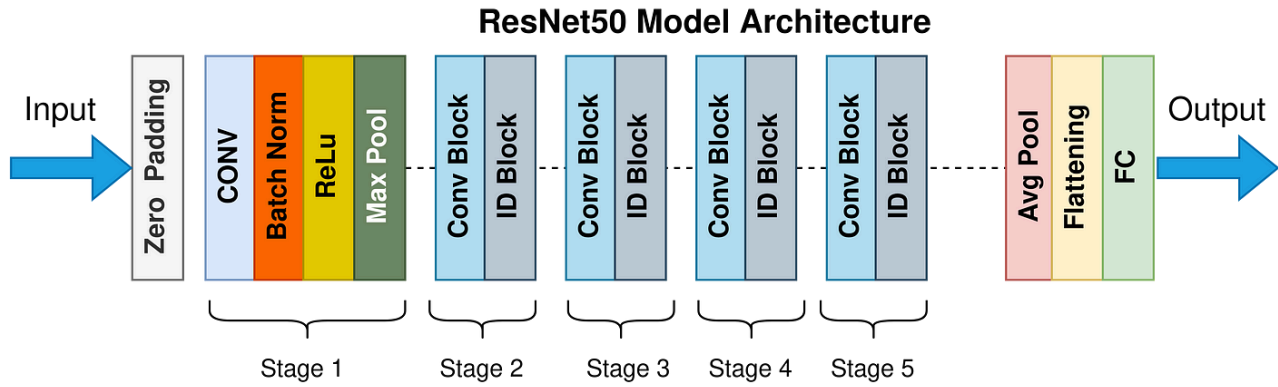 ResNet50 Model Architecture
Input
Zero Padding
CONV
Batch Norm
ReLu
Max Pool
Conv Block
ID Block
Conv Block
ID Block
Conv Block
ID Block
Conv Block
ID Block
Avg Pool
Flattening
FC
Output
Stage 1
Stage 2
Stage 3
Stage 4
Stage 5